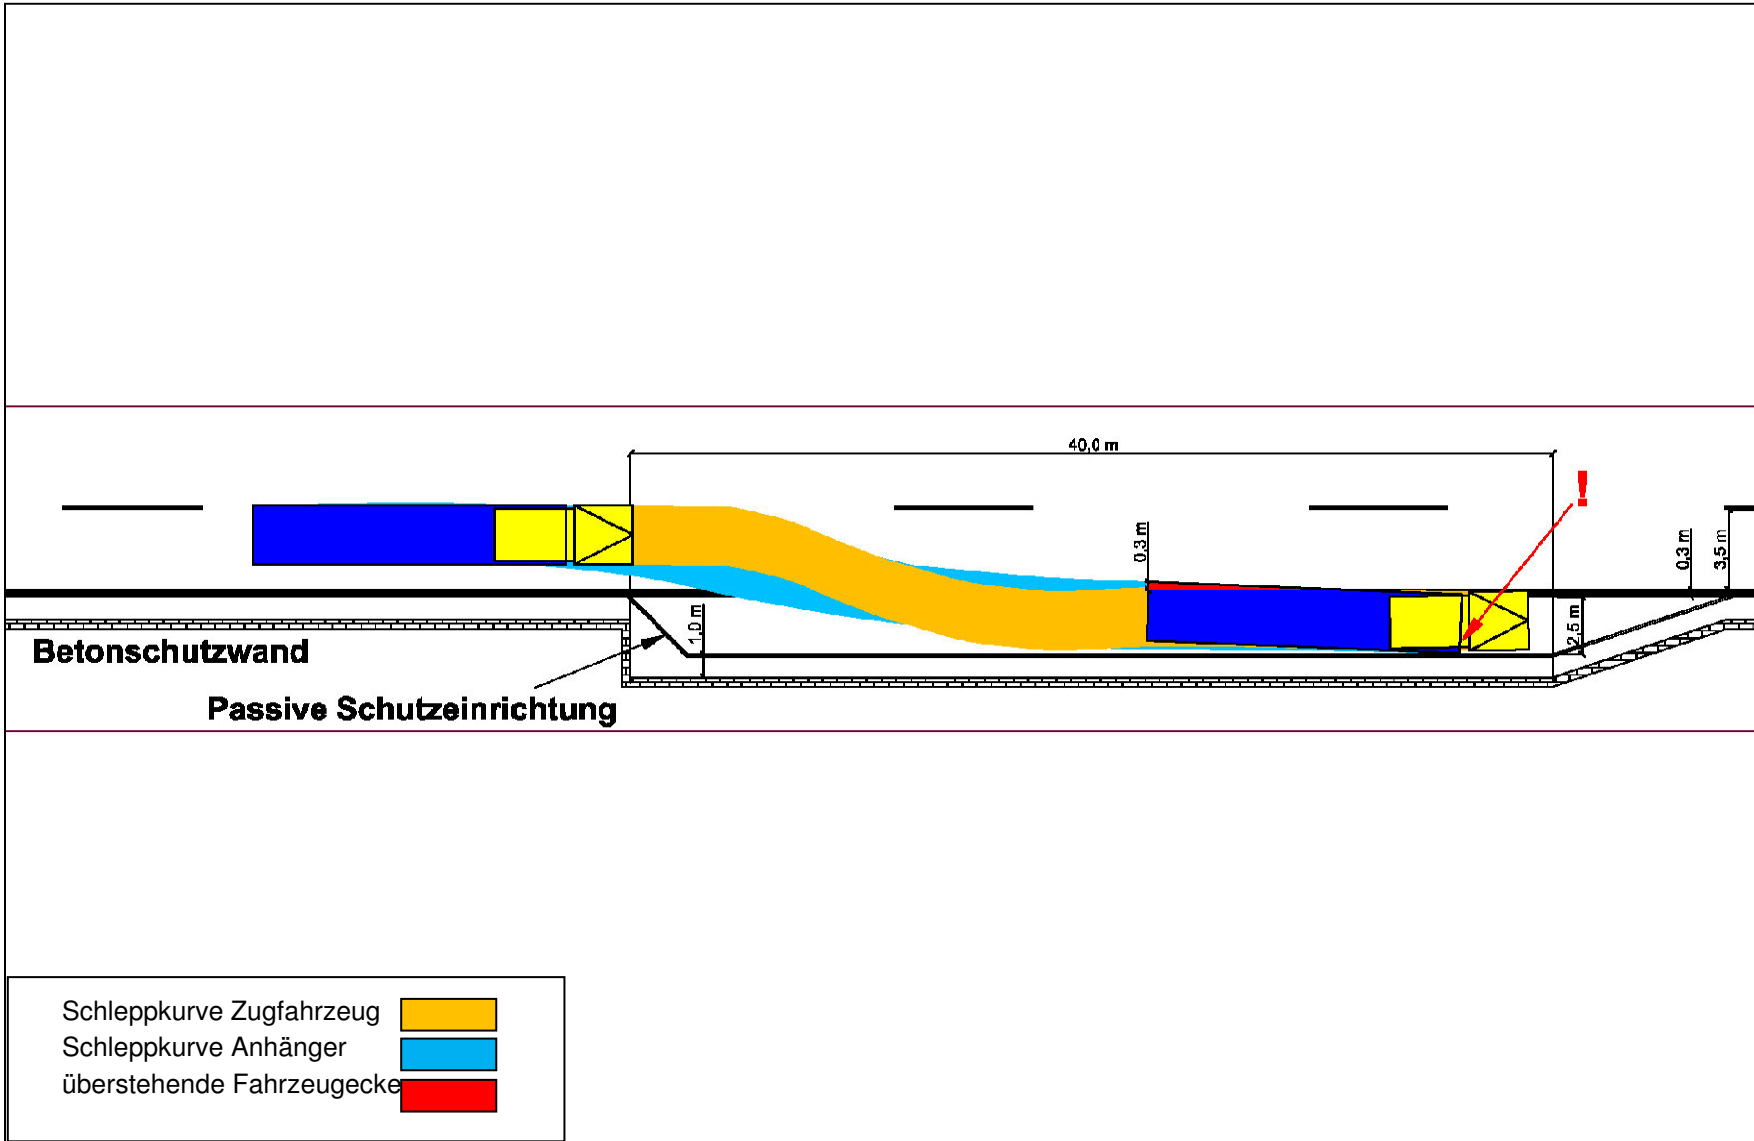 40,0 m
!
0,3 m
0,3 m
3,5 m
1,0 m
2,5 m
Betonschutzwand
Passive Schutzeinrichtung
Schleppkurve Zugfahrzeug
Schleppkurve Anhänger
überstehende Fahrzeugecke